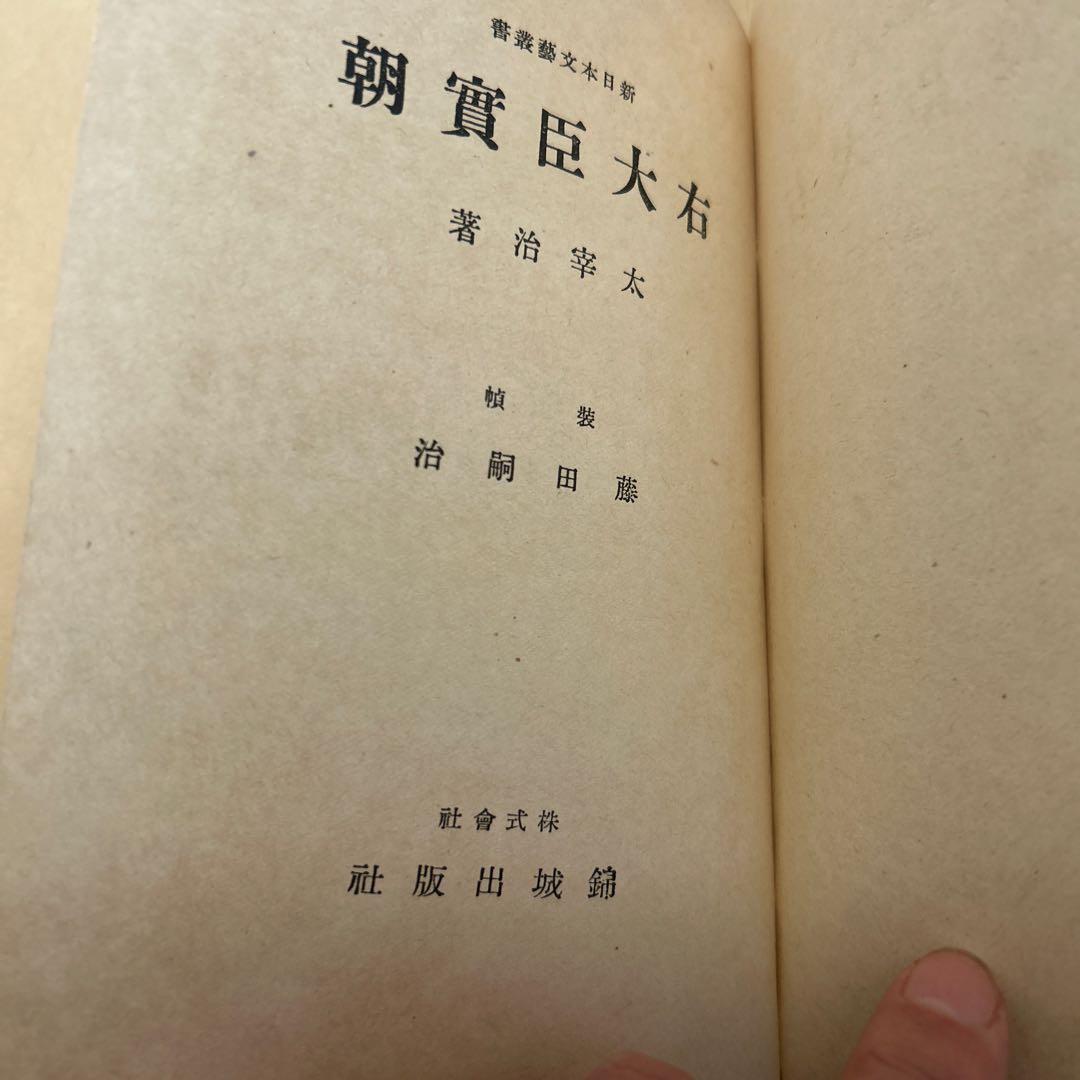 新日本文藝叢書
右大臣實朝
太宰治著
裝幀
藤田嗣治
株式會社
錦城出版社